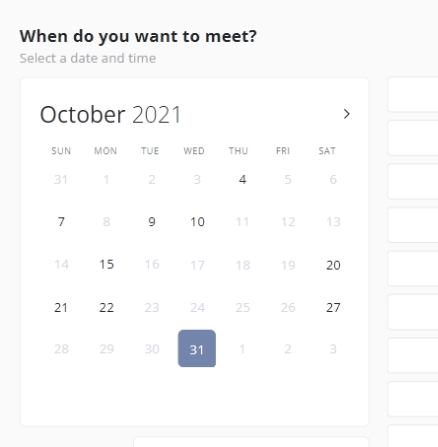 When do you want to meet?
Select a date and time
October 2021
SUN MON TUE WED THU FRI SAT
31 1 2 3 4 5 6
7 8 9 10 11 12 13
14 15 16 17 18 19 20
21 22 23 24 25 26 27
28 29 30 31 1 2 3